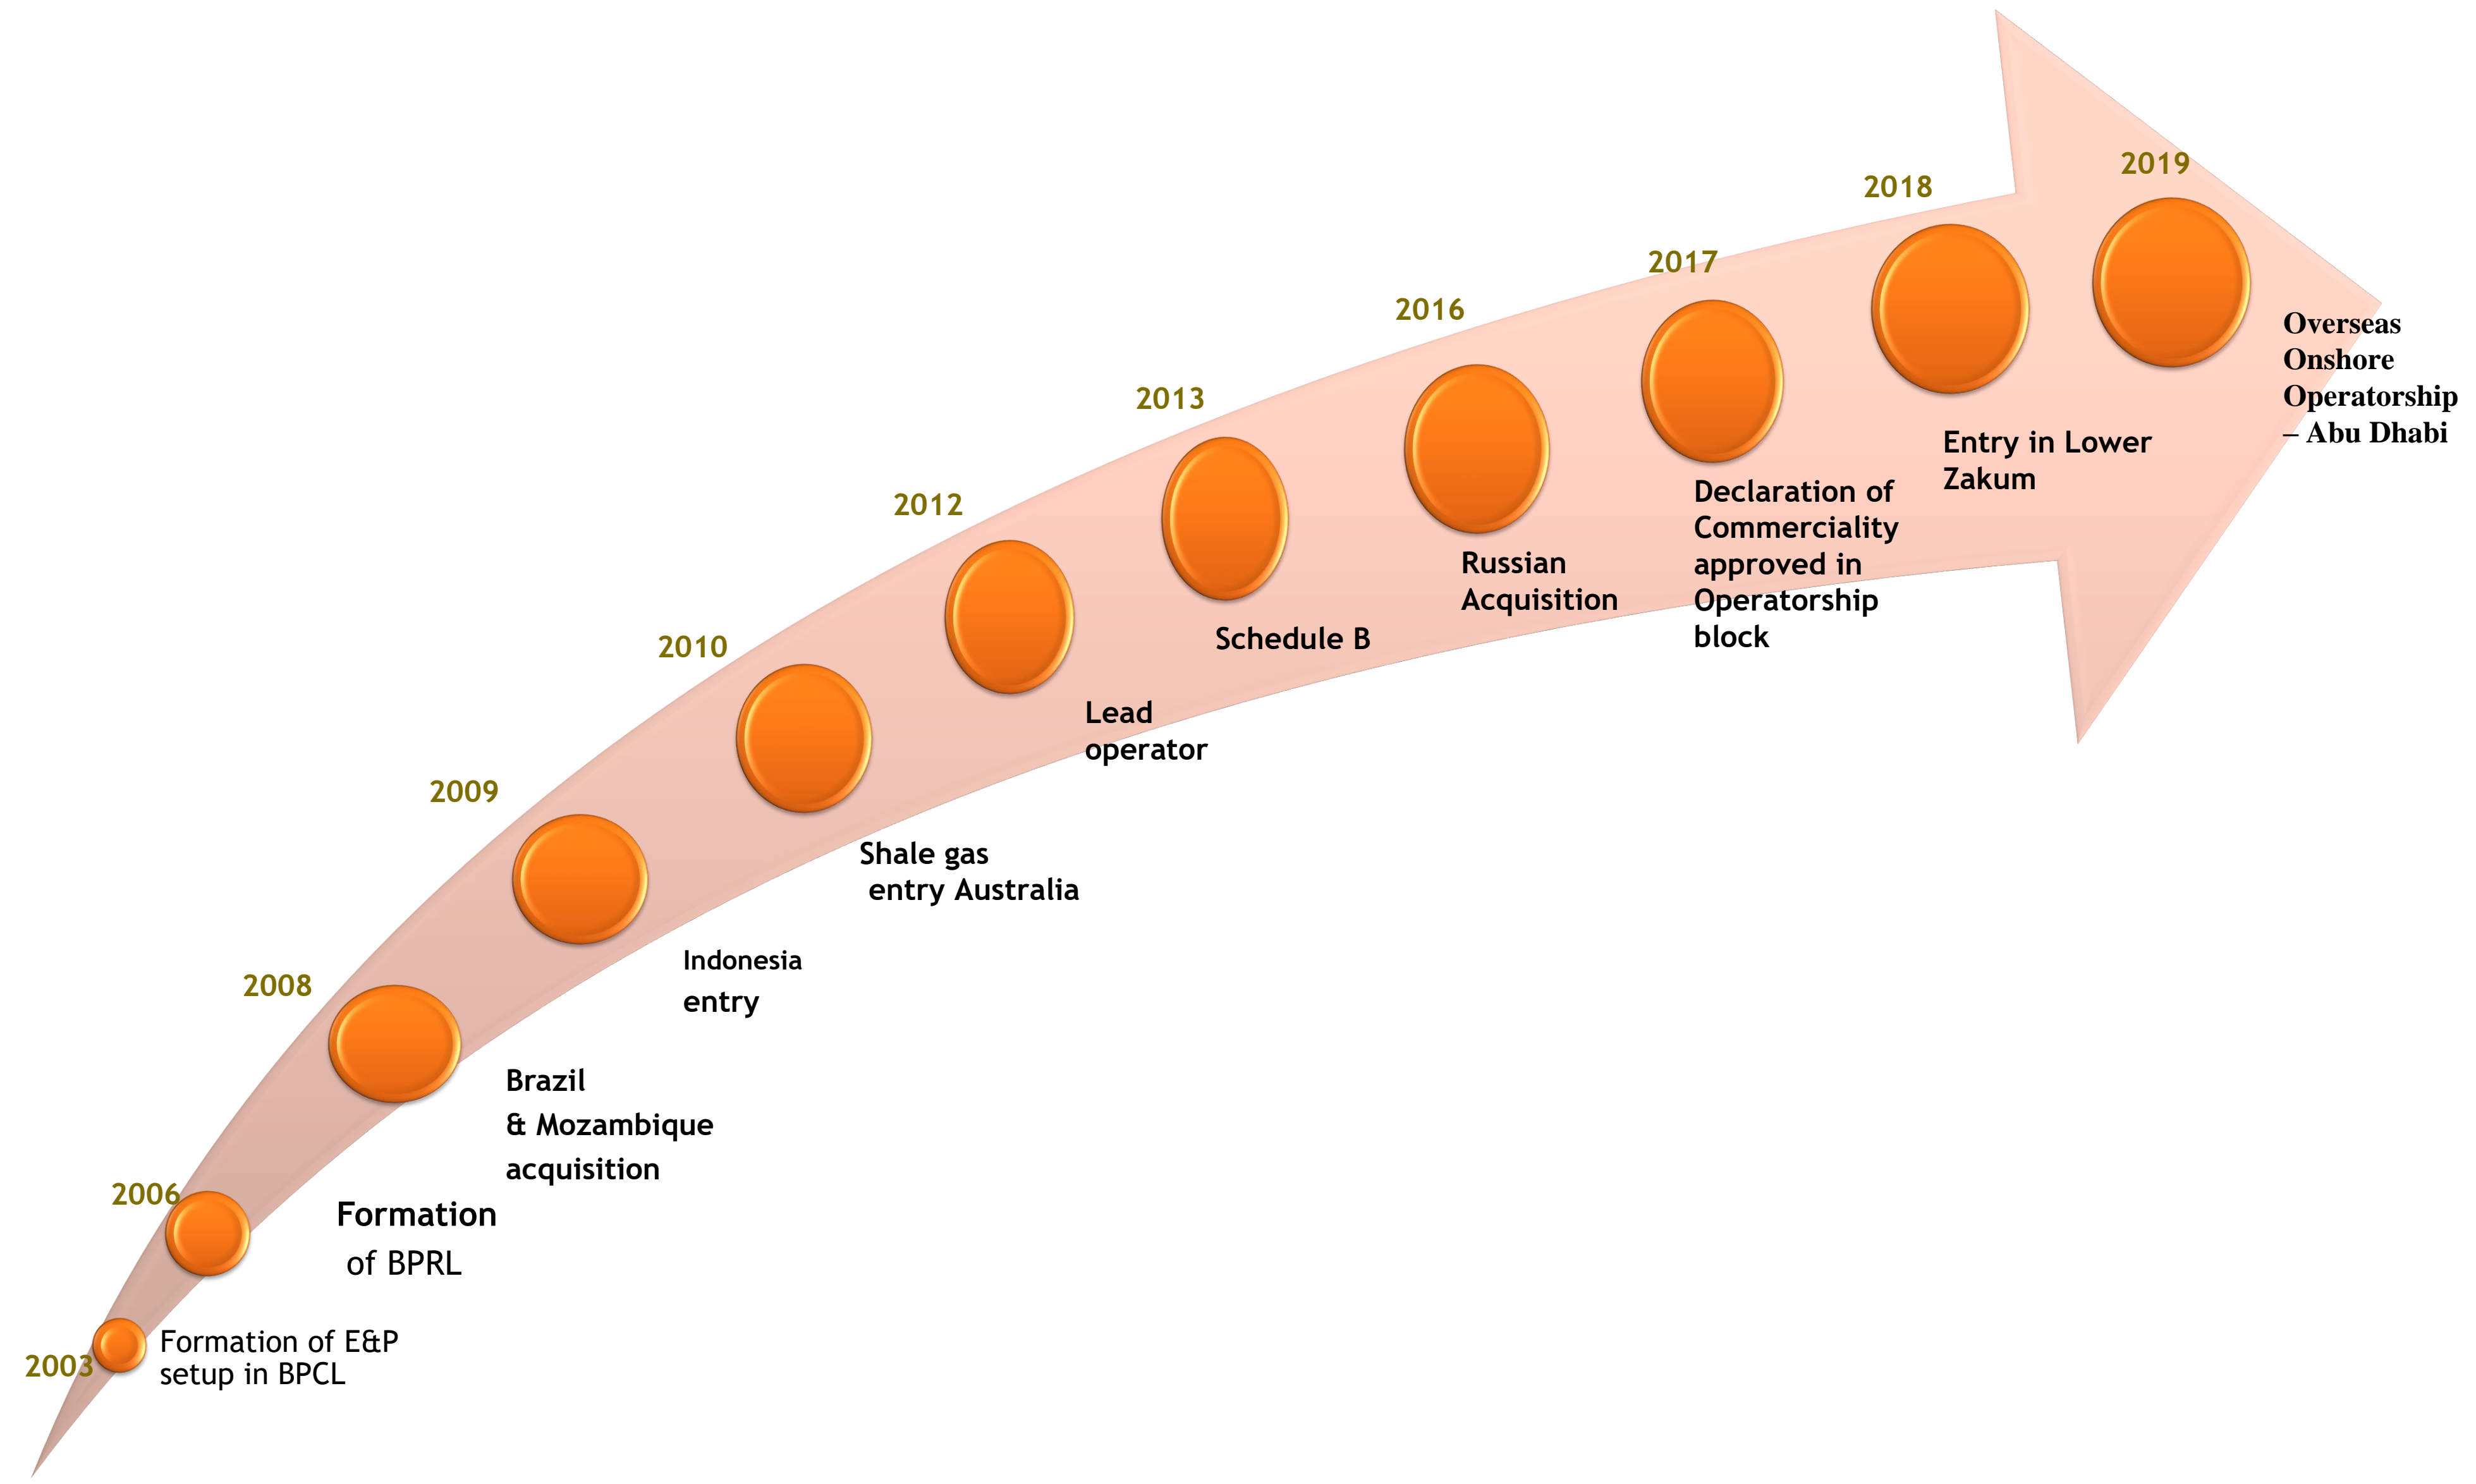 2003
Formation of E&P
setup in BPCL
2006
Formation
of BPRL
2008
Brazil
& Mozambique
acquisition
2009
Indonesia
entry
2010
Shale gas
entry Australia
2012
Lead
operator
2013
Schedule B
2016
Russian
Acquisition
2017
Declaration of
Commerciality
approved in
Operatorship
block
2018
Entry in Lower
Zakum
2019
Overseas
Onshore
Operatorship
– Abu Dhabi